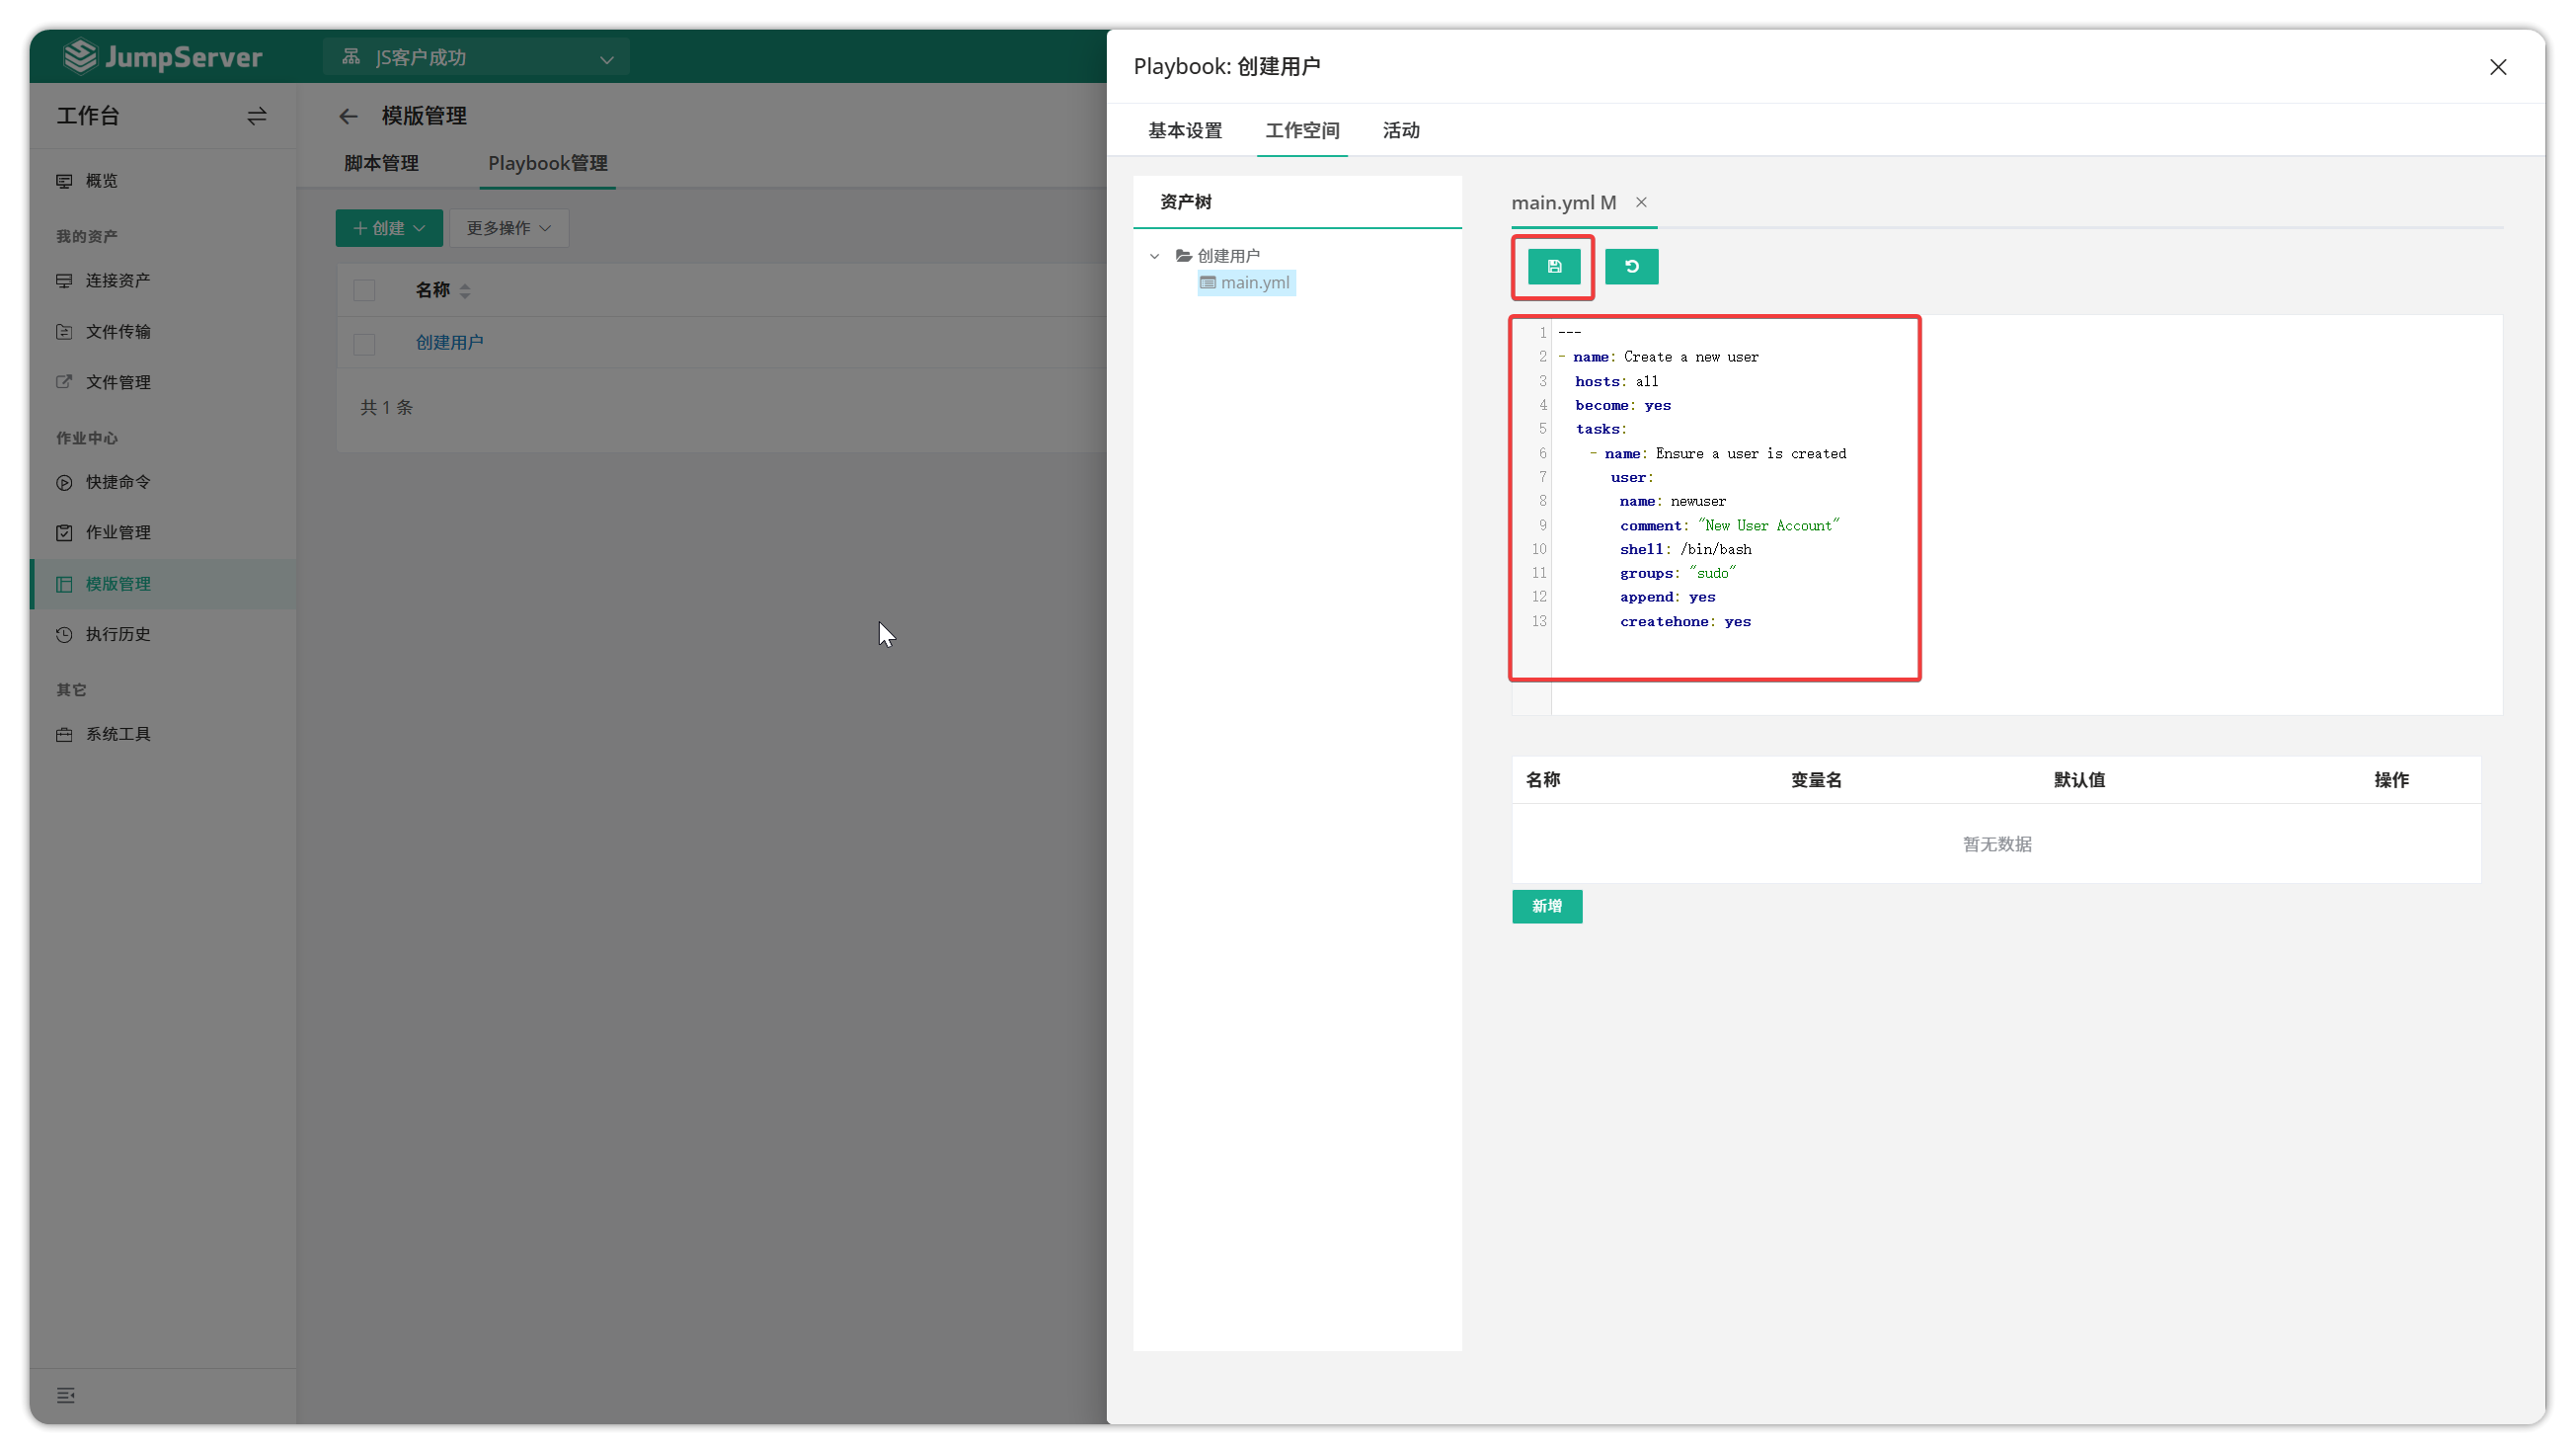 JumpServer
JS客户成功
工作台
概览
我的资产
连接资产
文件传输
文件管理
作业中心
快捷命令
作业管理
模版管理
执行历史
其它
系统工具
模版管理
脚本管理
Playbook管理
创建
更多操作
名称
创建用户
共 1 条
Playbook: 创建用户
基本设置
工作空间
活动
资产树
创建用户
main.yml
main.yml M
1 ---
2 - name: Create a new user
3 hosts: all
4 become: yes
5 tasks:
6 - name: Ensure a user is created
7 user:
8 name: newuser
9 comment: "New User Account"
10 shell: /bin/bash
11 groups: "sudo"
12 append: yes
13 createhone: yes
名称 变量名 默认值 操作
暂无数据
新增